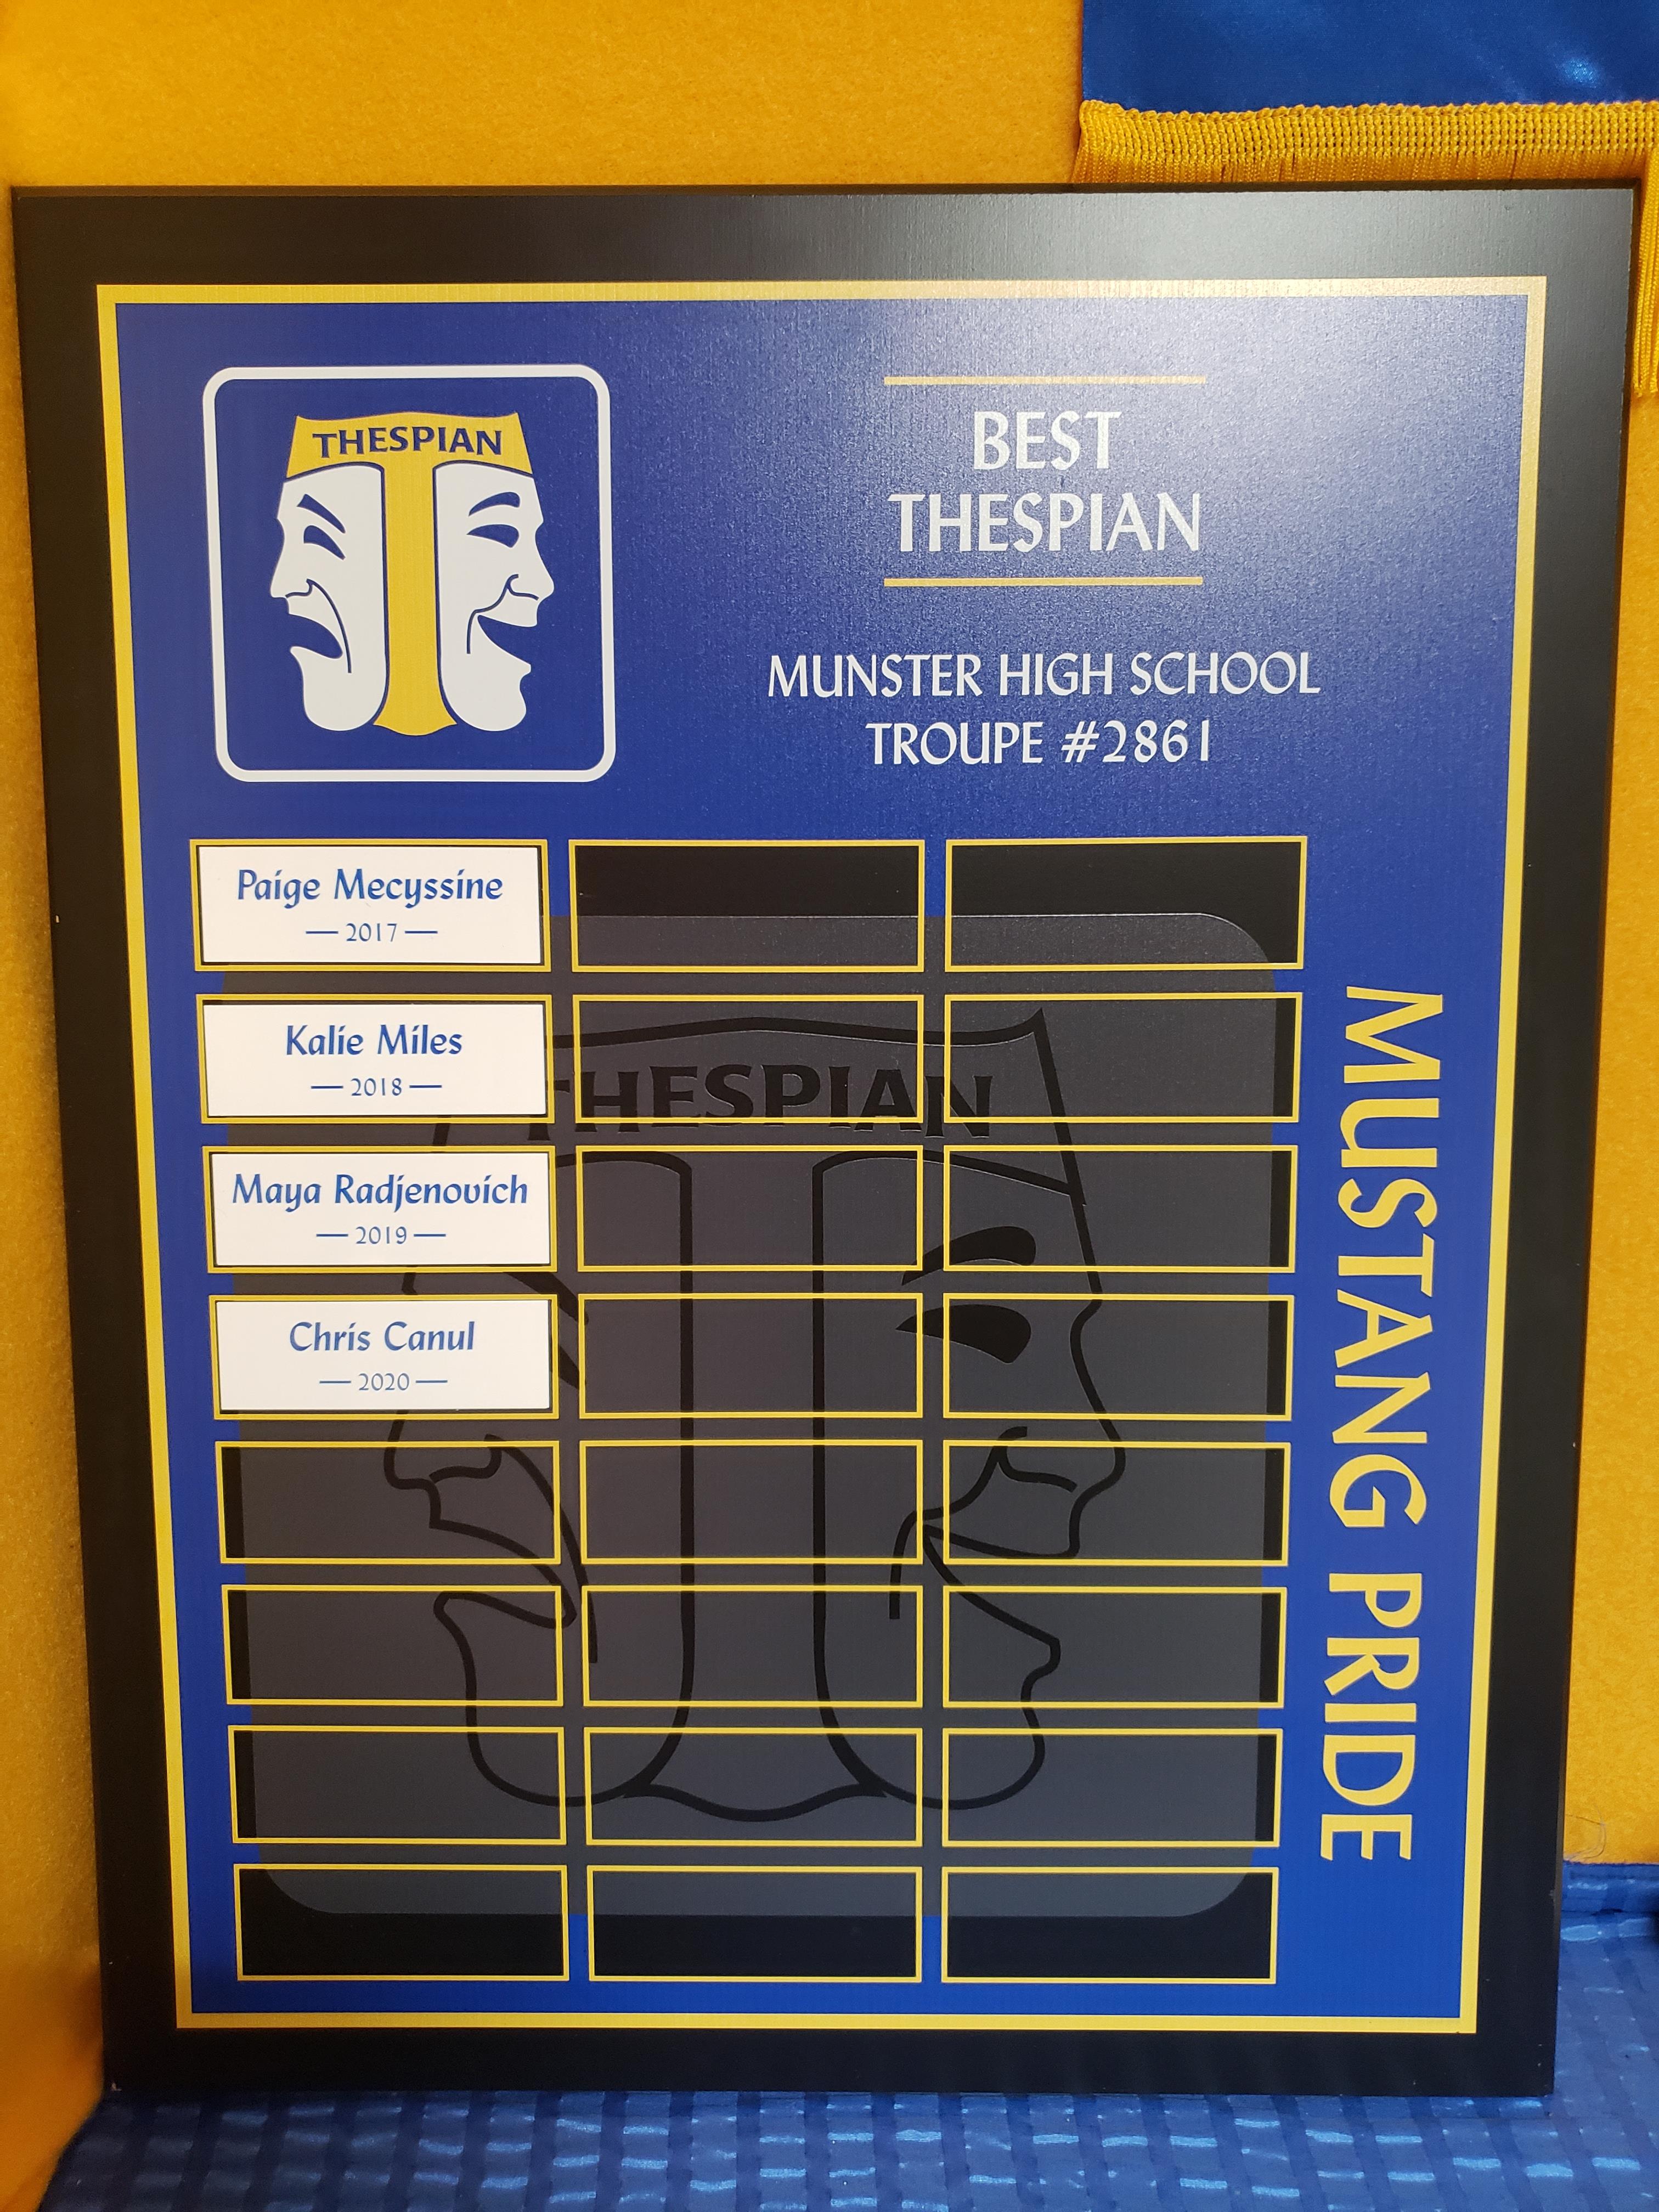 THESPIAN
BEST
THESPIAN
MUNSTER HIGH SCHOOL
TROUPE #2861
Paige Mecyssine
— 2017 —
Kalie Miles
— 2018 —
Maya Radjenovich
— 2019 —
Chris Canul
— 2020 —
THESPIAN
MUSTANG PRIDE